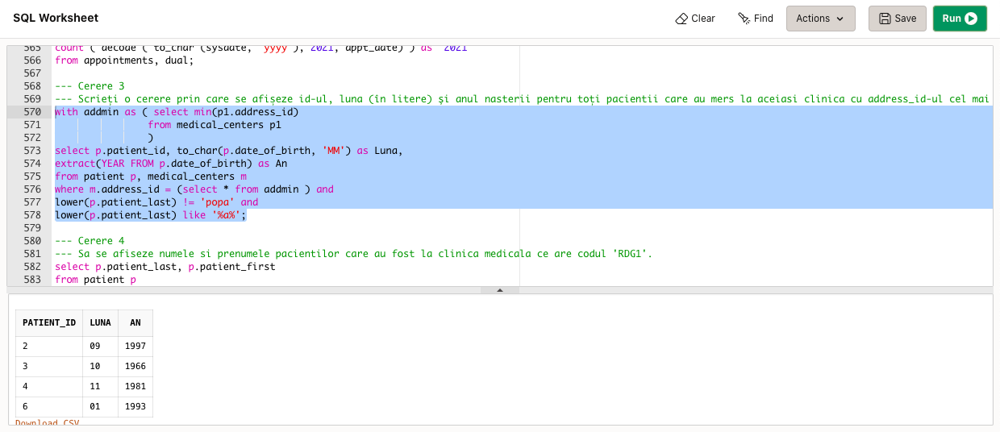 SQL Worksheet
Clear
Find
Actions
Save
Run
565 count ( decode ( to_char (sysdate, 'yyyy'), 2021, appt_date) ) as "2021"
566 from appointments, dual;
567
568 --- Cerere 3
569 --- Scrieți o cerere prin care se afișeze id-ul, luna (în litere) și anul nasterii pentru toți pacientii care au mers la aceiasi clinica cu address_id-ul cel mai
570 with addmin as ( select min(p1.address_id)
571 from medical_centers p1
572 )
573 select p.patient_id, to_char(p.date_of_birth, 'MM') as Luna,
574 extract(YEAR FROM p.date_of_birth) as An
575 from patient p, medical_centers m
576 where m.address_id = (select * from addmin ) and
577 lower(p.patient_last) != 'popa' and
578 lower(p.patient_last) like '%a%';
579
580 --- Cerere 4
581 --- Sa se afiseze numele si prenumele pacientilor care au fost la clinica medicala ce are codul 'RDG1'.
582 select p.patient_last, p.patient_first
583 from patient p
PATIENT_ID LUNA AN
2 09 1997
3 10 1966
4 11 1981
6 01 1993
Download CSV